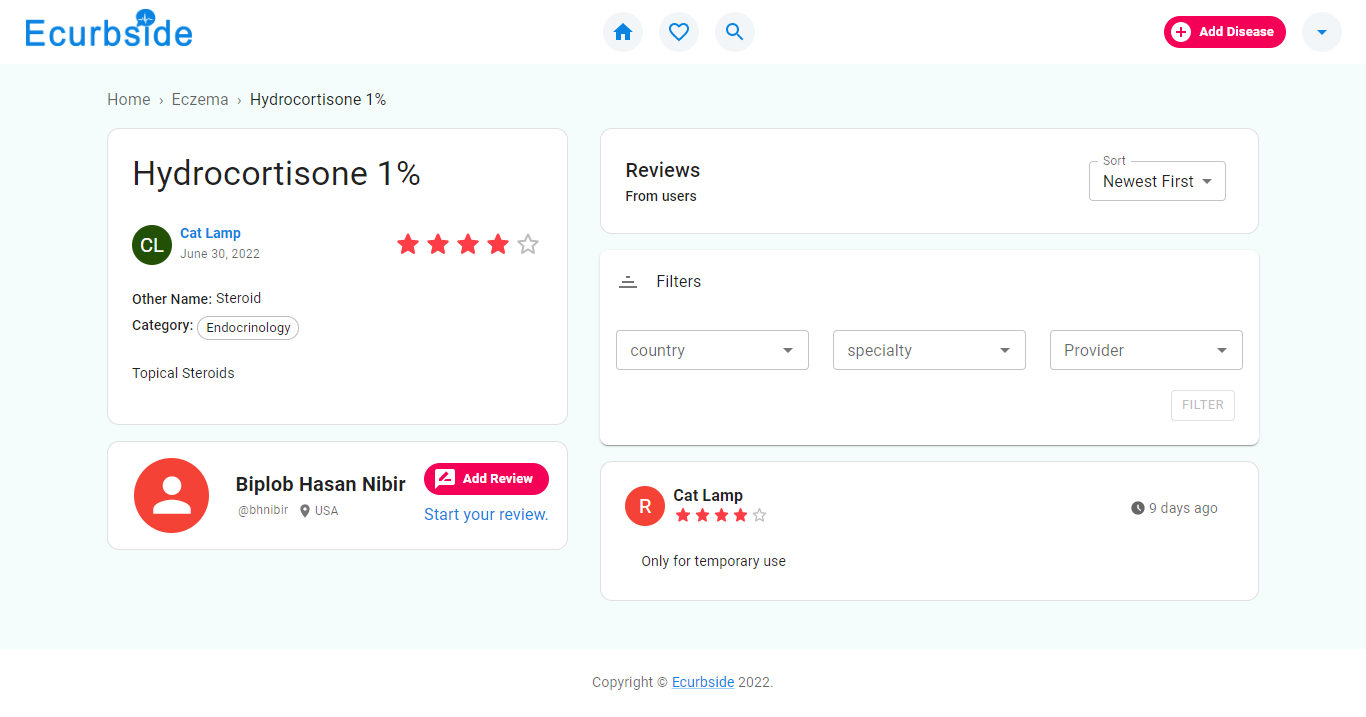 Ecurbside
Add Disease
Home › Eczema › Hydrocortisone 1%
Hydrocortisone 1%
CL
Cat Lamp
June 30, 2022
Other Name: Steroid
Category: Endocrinology
Topical Steroids
Biplob Hasan Nibir
@bhnibir USA
Add Review
Start your review.
Reviews
From users
Sort
Newest First
Filters
country
specialty
Provider
FILTER
R
Cat Lamp
9 days ago
Only for temporary use
Copyright © Ecurbside 2022.